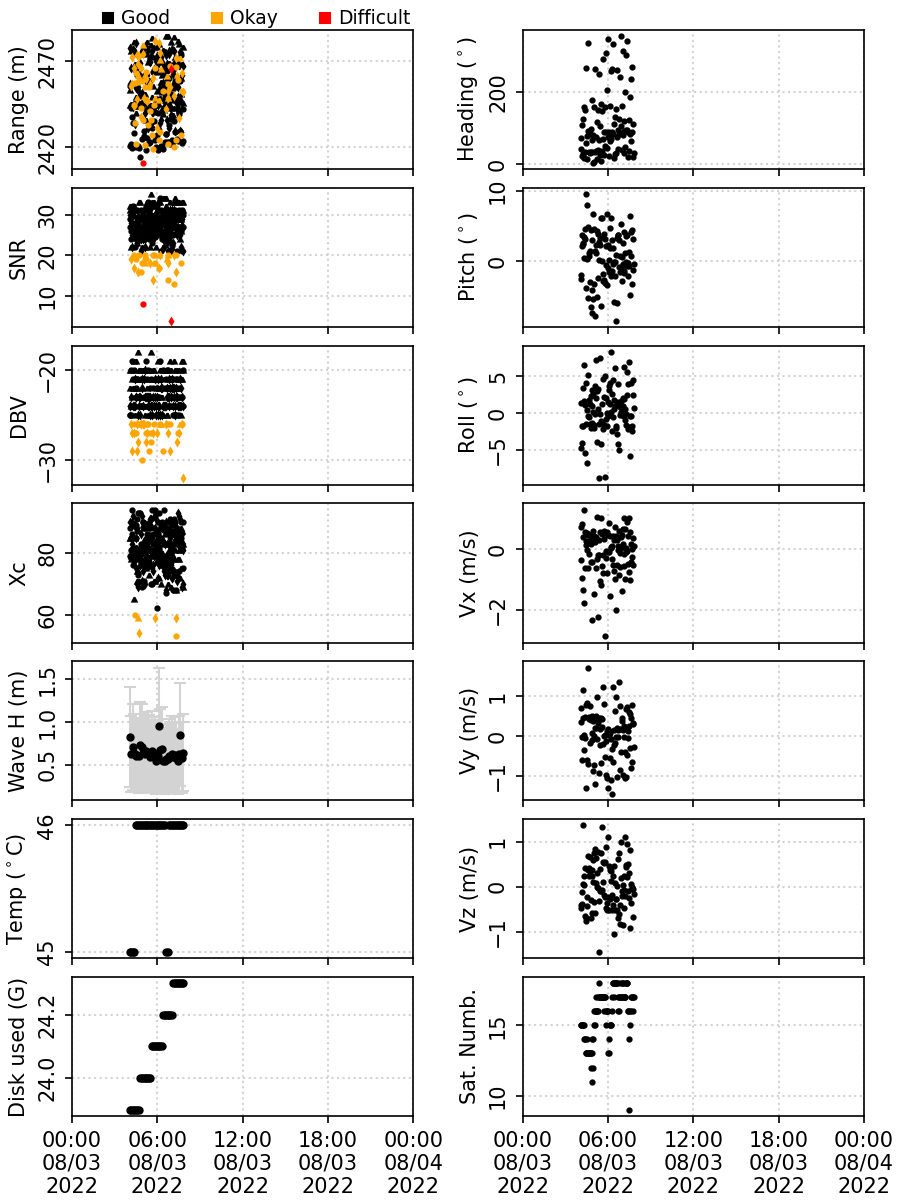 Good Okay Difficult
Range (m)
2470
2420
Heading (°)
200
0
SNR
30
20
10
Pitch (°)
10
0
DBV
−20
−30
Roll (°)
5
0
−5
Xc
80
60
Vx (m/s)
0
−2
Wave H (m)
1.5
1.0
0.5
Vy (m/s)
1
0
−1
Temp (°C)
46
45
Vz (m/s)
1
0
−1
Disk used (G)
24.2
24.0
Sat. Numb.
15
10
00:00 06:00 12:00 18:00 00:00
08/03 08/03 08/03 08/03 08/04
2022 2022 2022 2022 2022
00:00 06:00 12:00 18:00 00:00
08/03 08/03 08/03 08/03 08/04
2022 2022 2022 2022 2022